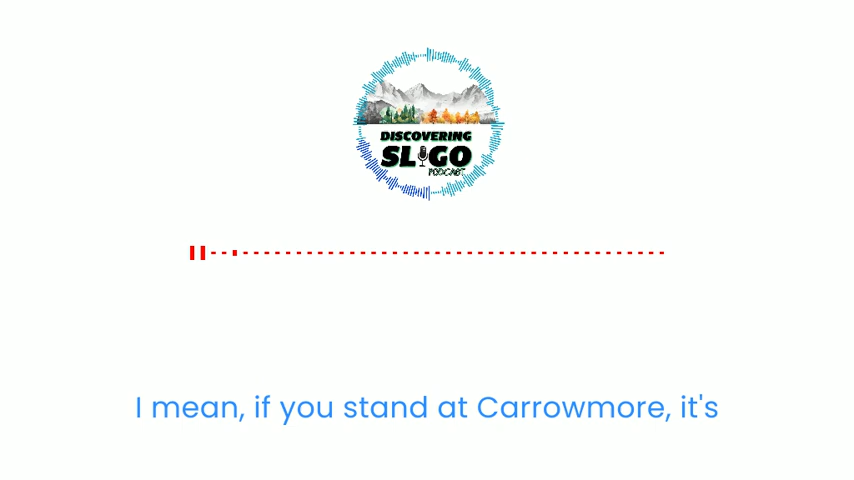 DISCOVERING
SLIGO
PODCAST
I mean, if you stand at Carrowmore, it's